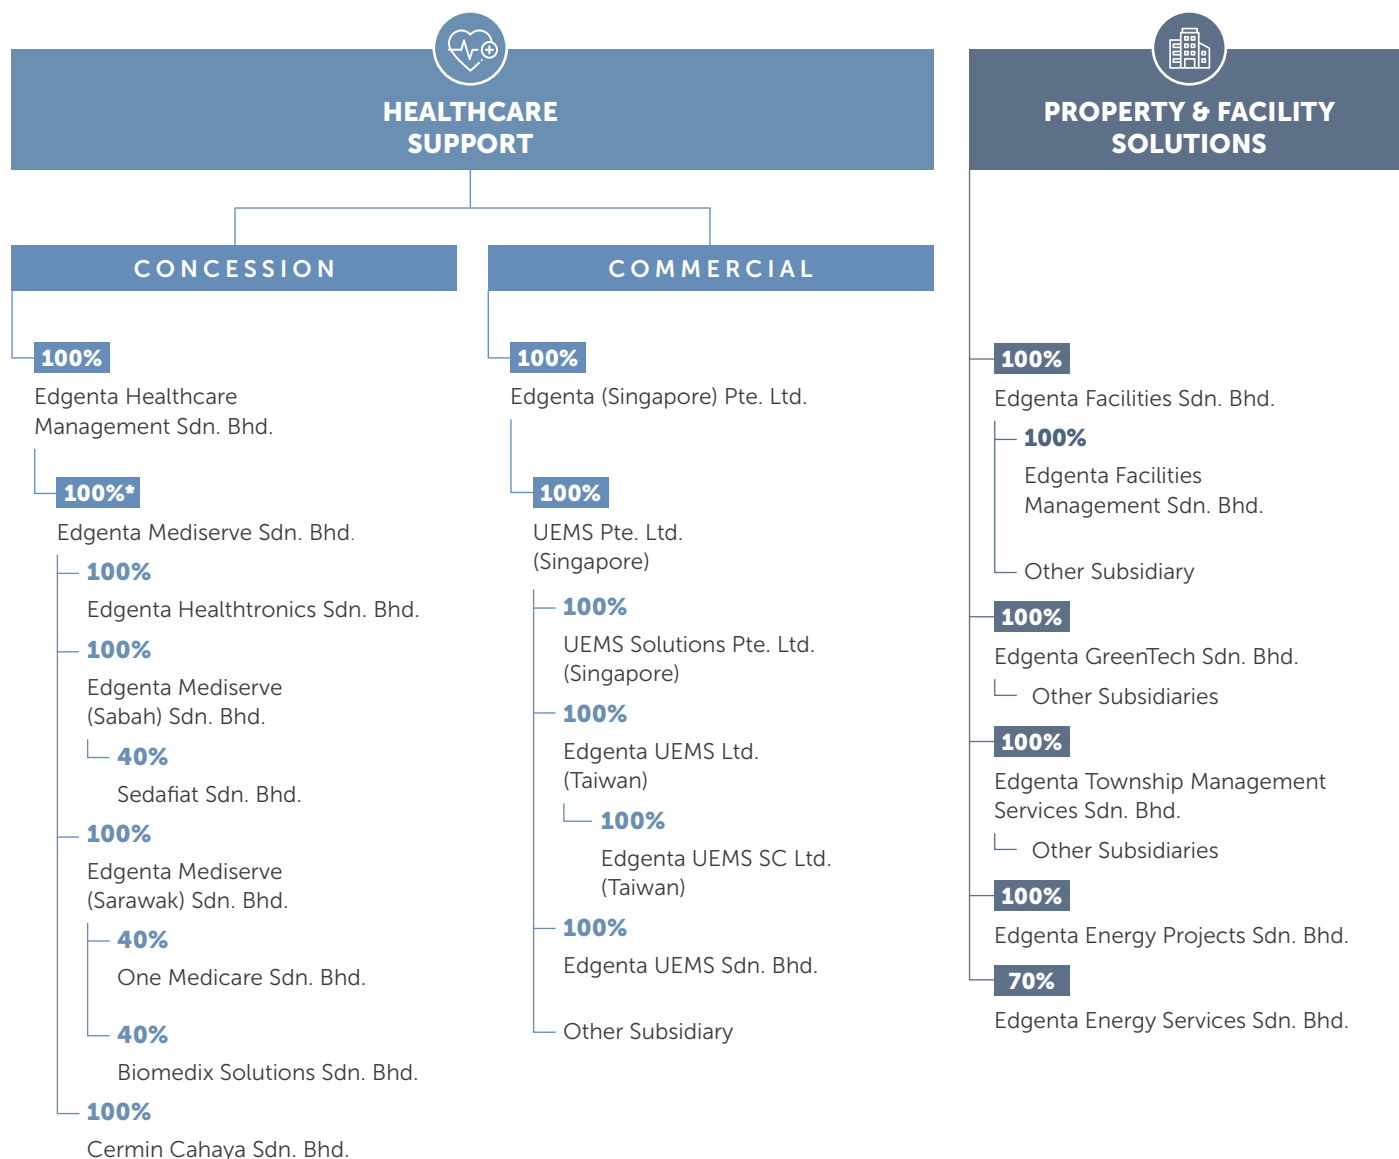 HEALTHCARE
SUPPORT
CONCESSION
100%
Edgenta Healthcare
Management Sdn. Bhd.
100%*
Edgenta Mediserve Sdn. Bhd.
100%
Edgenta Healthtronics Sdn. Bhd.
100%
Edgenta Mediserve
(Sabah) Sdn. Bhd.
40%
Sedafiat Sdn. Bhd.
100%
Edgenta Mediserve
(Sarawak) Sdn. Bhd.
40%
One Medicare Sdn. Bhd.
40%
Biomedix Solutions Sdn. Bhd.
100%
Cermin Cahaya Sdn. Bhd.
COMMERCIAL
100%
Edgenta (Singapore) Pte. Ltd.
100%
UEMS Pte. Ltd.
(Singapore)
100%
UEMS Solutions Pte. Ltd.
(Singapore)
100%
Edgenta UEMS Ltd.
(Taiwan)
100%
Edgenta UEMS SC Ltd.
(Taiwan)
100%
Edgenta UEMS Sdn. Bhd.
Other Subsidiary
PROPERTY & FACILITY
SOLUTIONS
100%
Edgenta Facilities Sdn. Bhd.
100%
Edgenta Facilities
Management Sdn. Bhd.
Other Subsidiary
100%
Edgenta GreenTech Sdn. Bhd.
Other Subsidiaries
100%
Edgenta Township Management
Services Sdn. Bhd.
Other Subsidiaries
100%
Edgenta Energy Projects Sdn. Bhd.
70%
Edgenta Energy Services Sdn. Bhd.